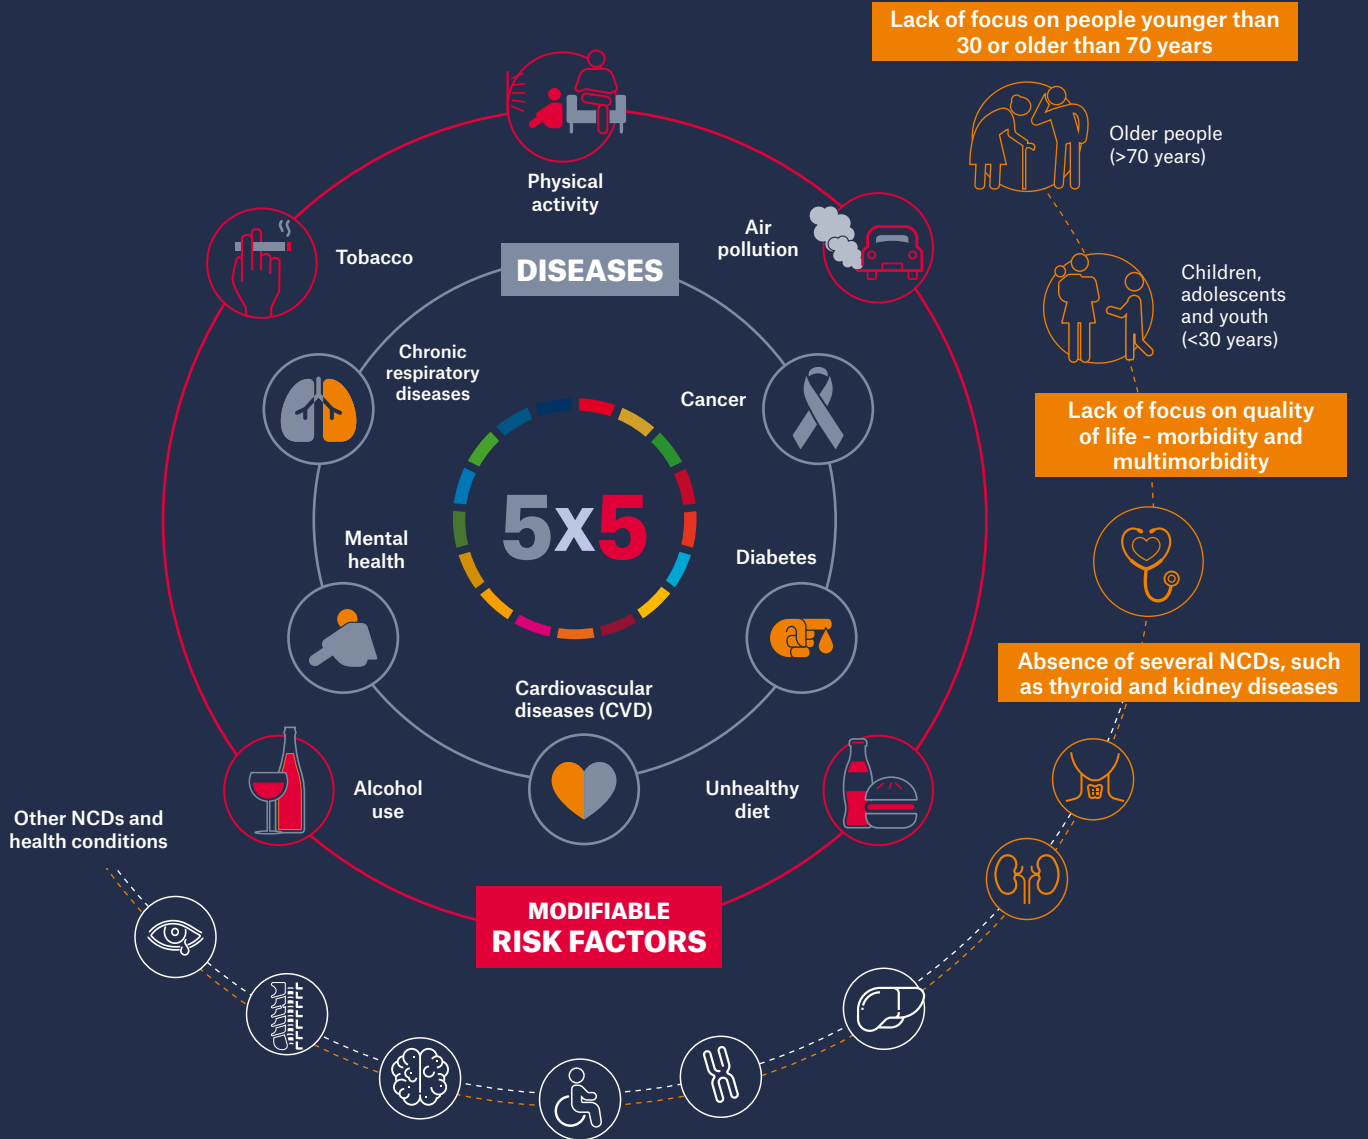 Lack of focus on people younger than
30 or older than 70 years
Older people
(>70 years)
Physical
activity
Air
pollution
Tobacco
DISEASES
Children,
adolescents
and youth
(<30 years)
Chronic
respiratory
diseases
Cancer
Lack of focus on quality
of life - morbidity and
multimorbidity
5x5
Mental
health
Diabetes
Absence of several NCDs, such
as thyroid and kidney diseases
Cardiovascular
diseases (CVD)
Alcohol
use
Unhealthy
diet
Other NCDs and
health conditions
MODIFIABLE
RISK FACTORS